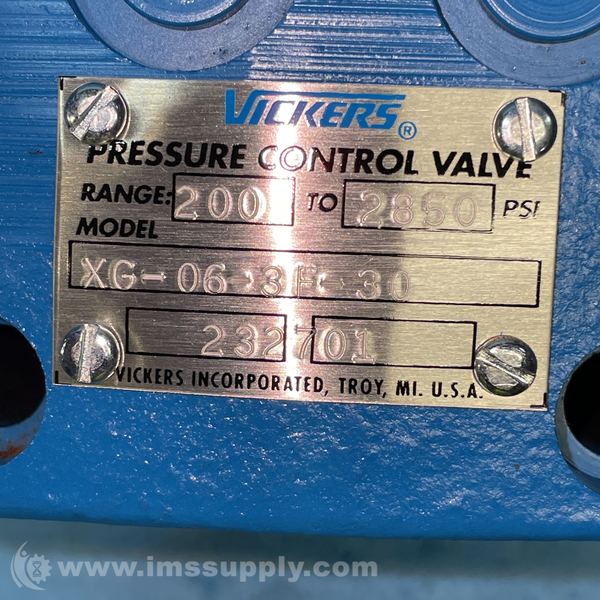 VICKERS®
PRESSURE CONTROL VALVE
RANGE: 200 TO 2850 PSI
MODEL
XG-06-3F-30
232701
VICKERS INCORPORATED, TROY, MI. U.S.A.
www.imssupply.com